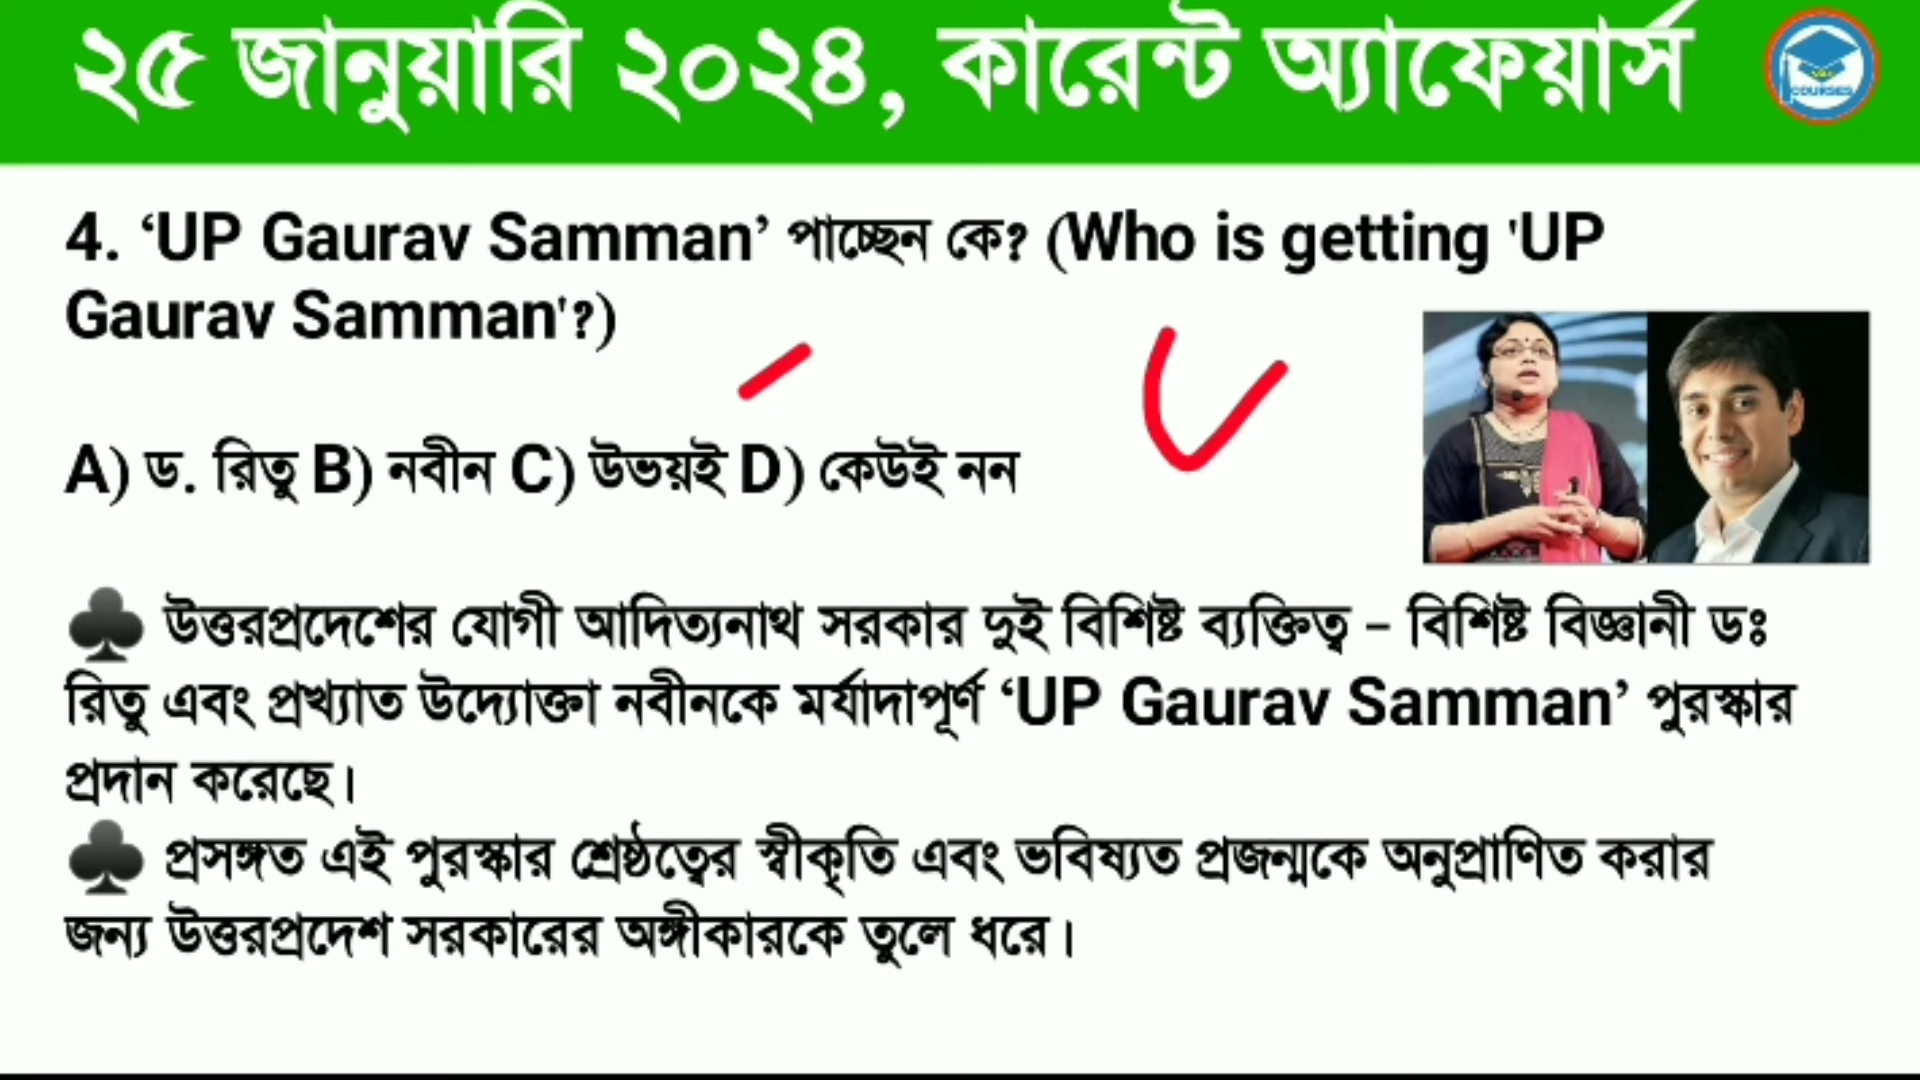 ২৫ জানুয়ারি ২০২৪, কারেন্ট অ্যাফেয়ার্স
COURSES
4. ‘UP Gaurav Samman’ পাচ্ছেন কে? (Who is getting 'UP
Gaurav Samman'?)
A) ড. রিতু B) নবীন C) উভয়ই D) কেউই নন
♣ উত্তরপ্রদেশের যোগী আদিত্যনাথ সরকার দুই বিশিষ্ট ব্যক্তিত্ব – বিশিষ্ট বিজ্ঞানী ডঃ
রিতু এবং প্রখ্যাত উদ্যোক্তা নবীনকে মর্যাদাপূর্ণ ‘UP Gaurav Samman’ পুরস্কার
প্রদান করেছে।
♣ প্রসঙ্গত এই পুরস্কার শ্রেষ্ঠত্বের স্বীকৃতি এবং ভবিষ্যত প্রজন্মকে অনুপ্রাণিত করার
জন্য উত্তরপ্রদেশ সরকারের অঙ্গীকারকে তুলে ধরে।